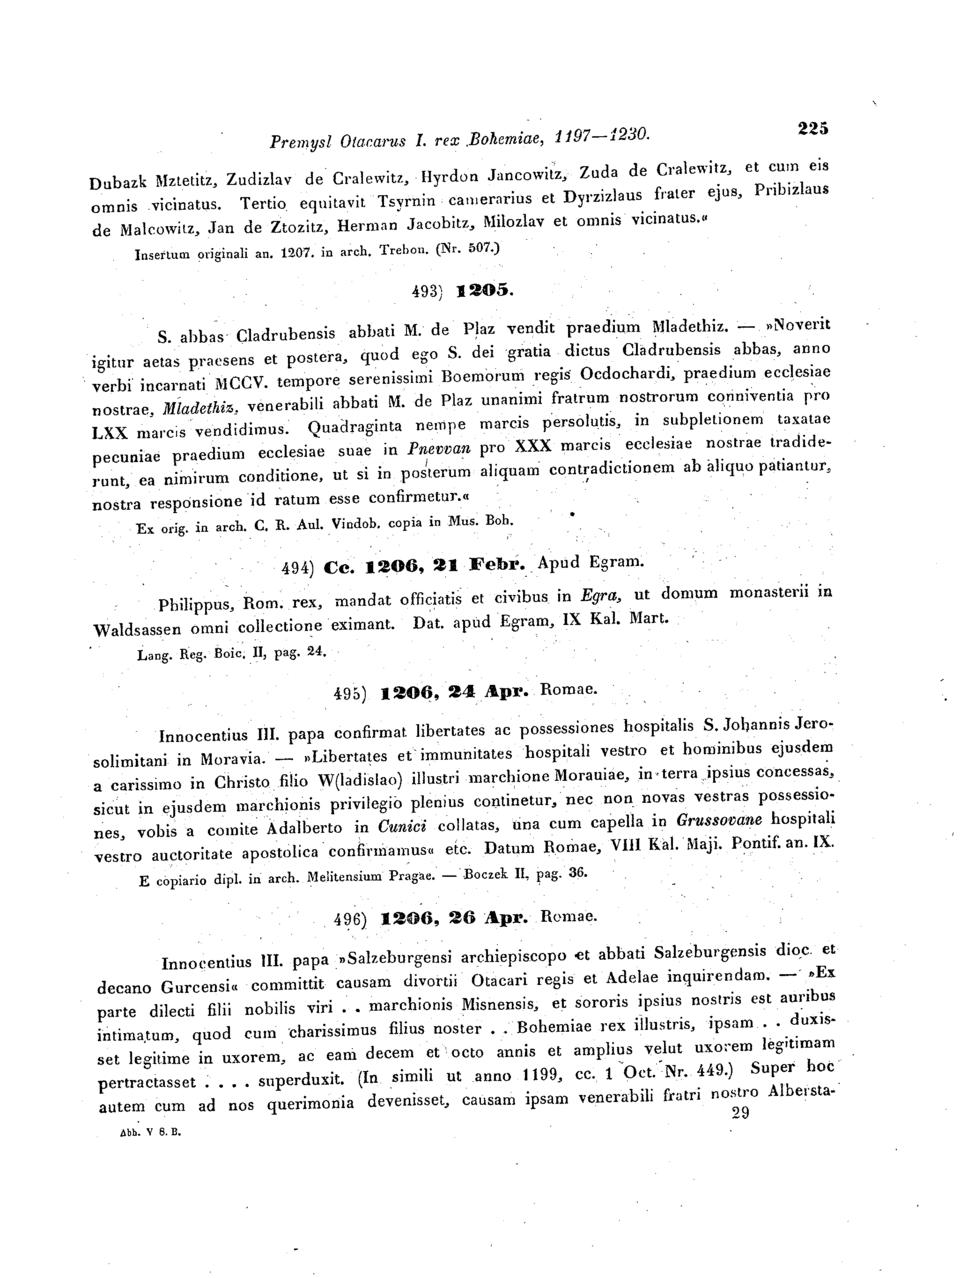 Premysl Otacarus I. rex Bohemiae, 1197—1230.
225
Dubazk Mztetitz, Zudizlav de Cralewitz, Hyrdon Jancowitz, Zuda de Cralewitz, et cum eis
omnis vicinatus. Tertio equitavit Tsyrnin camerarius et Dyrzizlaus frater ejus, Pribizlaus
de Malcowitz, Jan de Ztozitz, Herman Jacobitz, Milozlav et omnis vicinatus.«
Insertum originali an. 1207. in arch. Trebon. (Nr. 507.)
493) 1205.
S. abbas Cladrubensis abbati M. de Plaz vendit praedium Mladethiz. — »Noverit
igitur aetas praesens et postera, quod ego S. dei gratia dictus Cladrubensis abbas, anno
verbi incarnati MCCV. tempore serenissimi Boemorum regis Ocdochardi, praedium ecclesiae
nostrae, Mladethiz, venerabili abbati M. de Plaz unanimi fratrum nostrorum conniventia pro
LXX marcis vendidimus. Quadraginta nempe marcis persolutis, in subpletionem taxatae
pecuniae praedium ecclesiae suae in Pnevvan pro XXX marcis ecclesiae nostrae tradide-
runt, ea nimirum conditione, ut si in posterum aliquam contradictionem ab aliquo patiantur,
nostra responsione id ratum esse confirmetur.«
Ex orig. in arch. C. R. Aul. Vindob. copia in Mus. Boh.
494) Cc. 1206, 21 Febr. Apud Egram.
Philippus, Rom. rex, mandat officiatis et civibus in Egra, ut domum monasterii in
Waldsassen omni collectione eximant. Dat. apud Egram, IX Kal. Mart.
Lang. Reg. Boic. II, pag. 24.
495) 1206, 24 Apr. Romae.
Innocentius III. papa confirmat libertates ac possessiones hospitalis S. Johannis Jero-
solimitani in Moravia. — »Libertates et immunitates hospitali vestro et hominibus ejusdem
a carissimo in Christo filio W(ladislao) illustri marchione Morauiae, in terra ipsius concessas,
sicut in ejusdem marchionis privilegio plenius continetur, nec non novas vestras possessio-
nes, vobis a comite Adalberto in Cunici collatas, una cum capella in Grussovane hospitali
vestro auctoritate apostolica confirmamus« etc. Datum Romae, VIII Kal. Maji. Pontif. an. IX.
E copiario dipl. in arch. Melitensium Pragae. — Boczek II, pag. 36.
496) 1206, 26 Apr. Romae.
Innocentius III. papa »Salzeburgensi archiepiscopo et abbati Salzeburgensis dioc. et
decano Gurcensi« committit causam divortii Otacari regis et Adelae inquirendam. — »Ex
parte dilecti filii nobilis viri . . marchionis Misnensis, et sororis ipsius nostris est auribus
intimatum, quod cum charissimus filius noster . . Bohemiae rex illustris, ipsam . . duxis-
set legitime in uxorem, ac eam decem et octo annis et amplius velut uxorem legitimam
pertractasset . . . . superduxit. (In simili ut anno 1199, cc. 1 Oct. Nr. 449.) Super hoc
autem cum ad nos querimonia devenisset, causam ipsam venerabili fratri nostro Albersta-
29
Abh. V 6. B.